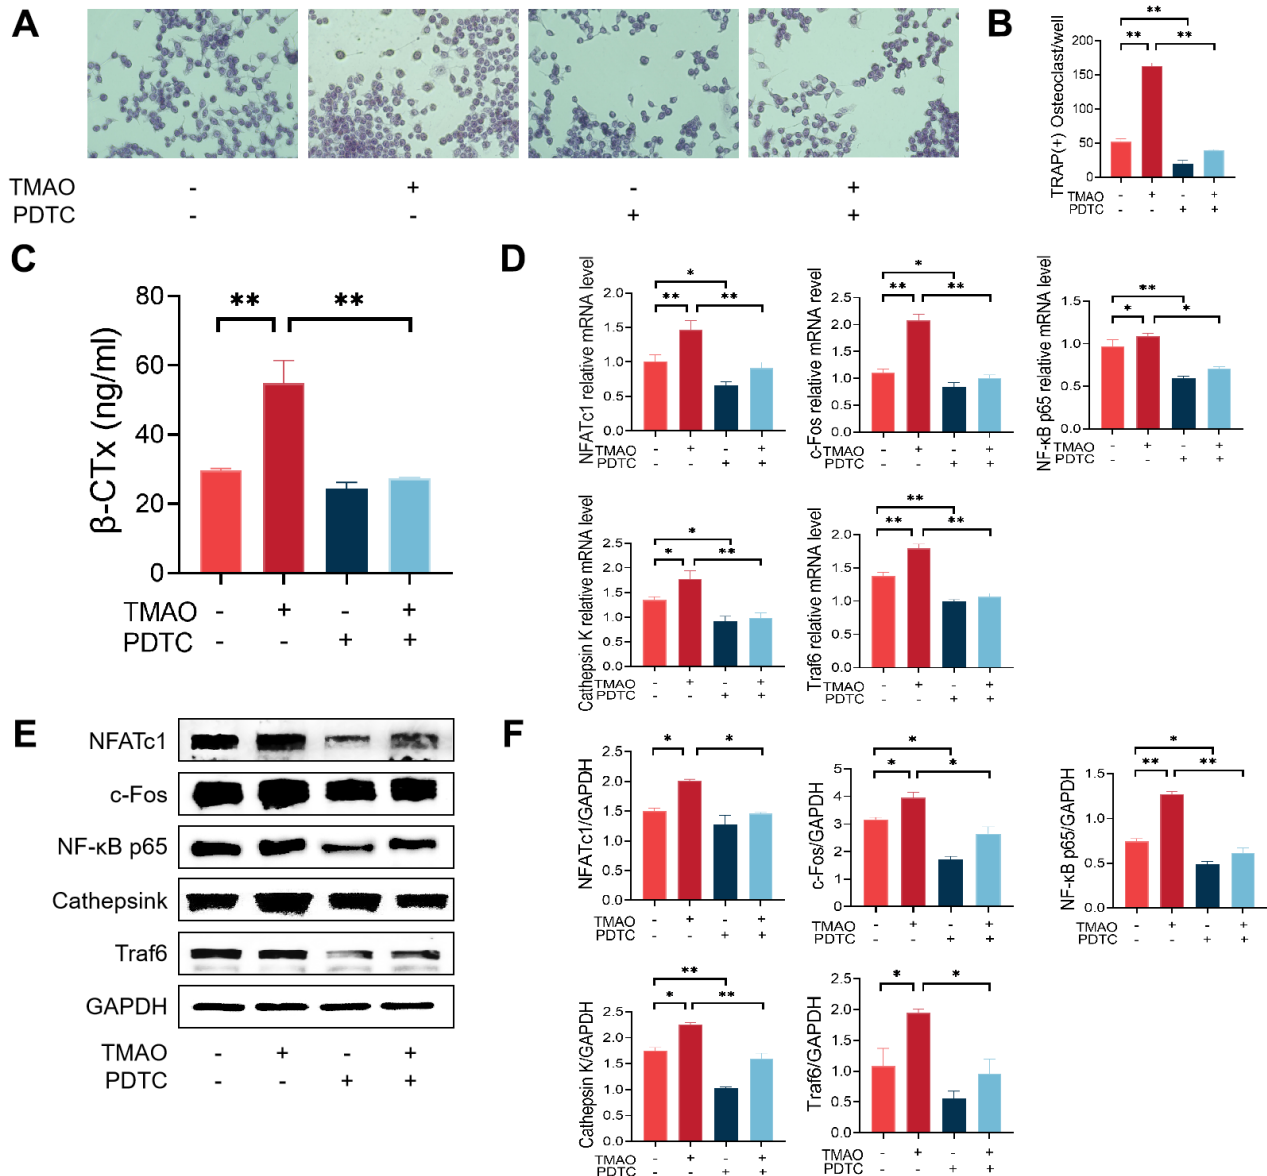 A
TMAO - + - +
PDTC - - + +
B
TRAP(+) Osteoclast/well
200
150
100
50
0
** 
** **
TMAO - + - +
PDTC - - + +
C
β-CTx (ng/ml)
80
60
40
20
0
** **
TMAO - + - +
PDTC - - + +
D
NFATc1 relative mRNA level
2.0
1.5
1.0
0.5
0.0
*
** **
TMAO - + - +
PDTC - - + +
c-Fos relative mRNA revel
2.5
2.0
1.5
1.0
0.5
0
*
** **
TMAO - + - +
PDTC - - + +
NF-κB p65 relative mRNA level
1.5
1.0
0.5
0.0
**
* *
TMAO - + - +
PDTC - - + +
Cathepsin K relative mRNA level
2.5
2.0
1.5
1.0
0.5
0.0
*
* **
TMAO - + - +
PDTC - - + +
Traf6 relative mRNA level
2.0
1.5
1.0
0.5
0.0
**
** **
TMAO - + - +
PDTC - - + +
E
NFATc1
c-Fos
NF-κB p65
Cathepsink
Traf6
GAPDH
TMAO - + - +
PDTC - - + +
F
NFATc1/GAPDH
2.5
2.0
1.5
1.0
0.5
0.0
* *
TMAO - + - +
PDTC - - + +
c-Fos/GAPDH
5
4
3
2
1
0
*
* *
TMAO - + - +
PDTC - - + +
NF-κB p65/GAPDH
1.5
1.0
0.5
0.0
*
** **
TMAO - + - +
PDTC - - + +
Cathepsin K/GAPDH
2.5
2.0
1.5
1.0
0.5
0.0
**
* **
TMAO - + - +
PDTC - - + +
Traf6/GAPDH
2.5
2.0
1.5
1.0
0.5
0.0
* *
TMAO - + - +
PDTC - - + +